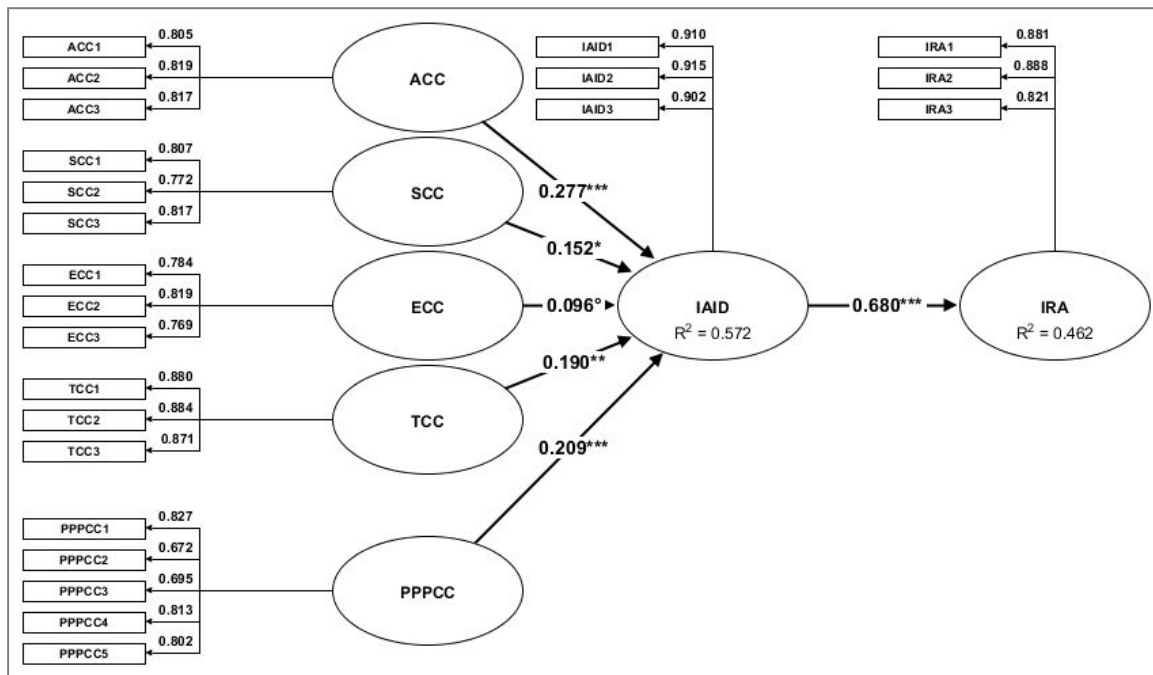 0.805
ACC1
0.819
ACC2
0.817
ACC3
ACC
0.807
SCC1
0.772
SCC2
0.817
SCC3
SCC
0.784
ECC1
0.819
ECC2
0.769
ECC3
ECC
0.880
TCC1
0.884
TCC2
0.871
TCC3
TCC
0.827
PPPCC1
0.672
PPPCC2
0.695
PPPCC3
0.813
PPPCC4
0.802
PPPCC5
PPPCC
0.277***
0.152*
0.096°
0.190**
0.209***
0.910
IAID1
0.915
IAID2
0.902
IAID3
IAID
R² = 0.572
0.680***
0.881
IRA1
0.888
IRA2
0.821
IRA3
IRA
R² = 0.462